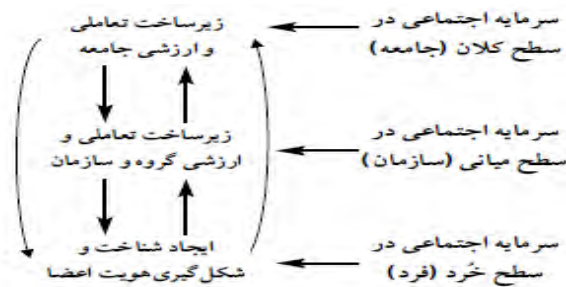 سرمایه اجتماعی در
سطح کلان (جامعه)
زیرساخت تعاملی
و ارزشی جامعه
سرمایه اجتماعی در
سطح میانی (سازمان)
زیرساخت تعاملی و
ارزشی گروه و سازمان
سرمایه اجتماعی در
سطح خُرد (فرد)
ایجاد شناخت و
شکل‌گیری هویت اعضا